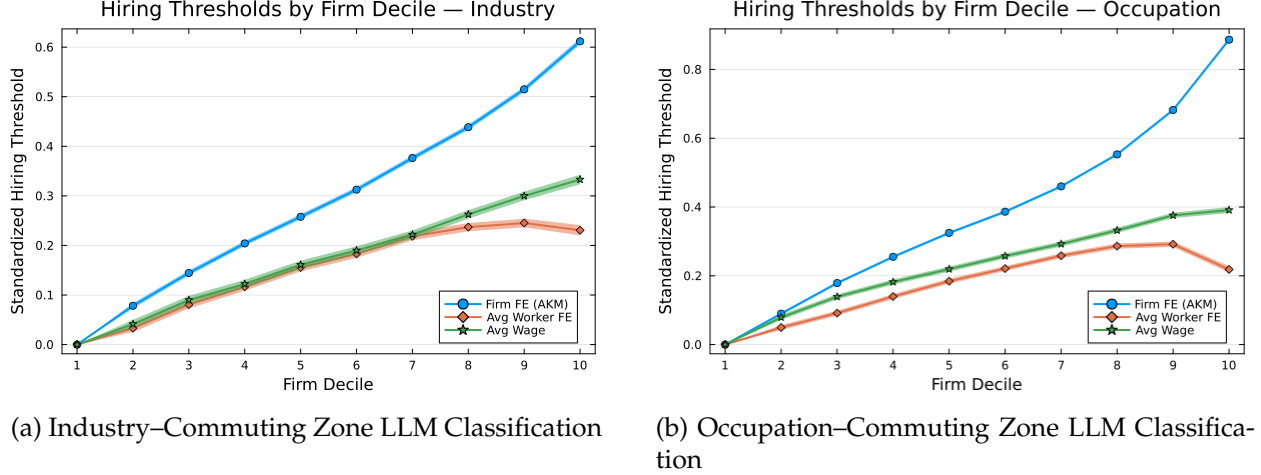 Hiring Thresholds by Firm Decile — Industry
Standardized Hiring Threshold
0.6
0.5
0.4
0.3
0.2
0.1
0.0
Firm FE (AKM)
Avg Worker FE
Avg Wage
1 2 3 4 5 6 7 8 9 10
Firm Decile
(a) Industry–Commuting Zone LLM Classification
Hiring Thresholds by Firm Decile — Occupation
Standardized Hiring Threshold
0.8
0.6
0.4
0.2
0.0
Firm FE (AKM)
Avg Worker FE
Avg Wage
1 2 3 4 5 6 7 8 9 10
Firm Decile
(b) Occupation–Commuting Zone LLM Classifica-
tion